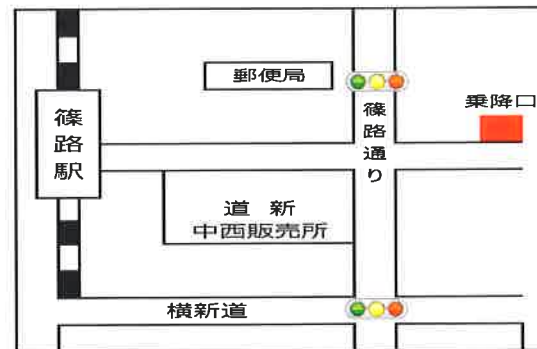 郵便局
乗降口
篠路駅
篠路通り
道新
中西販売所
横新道